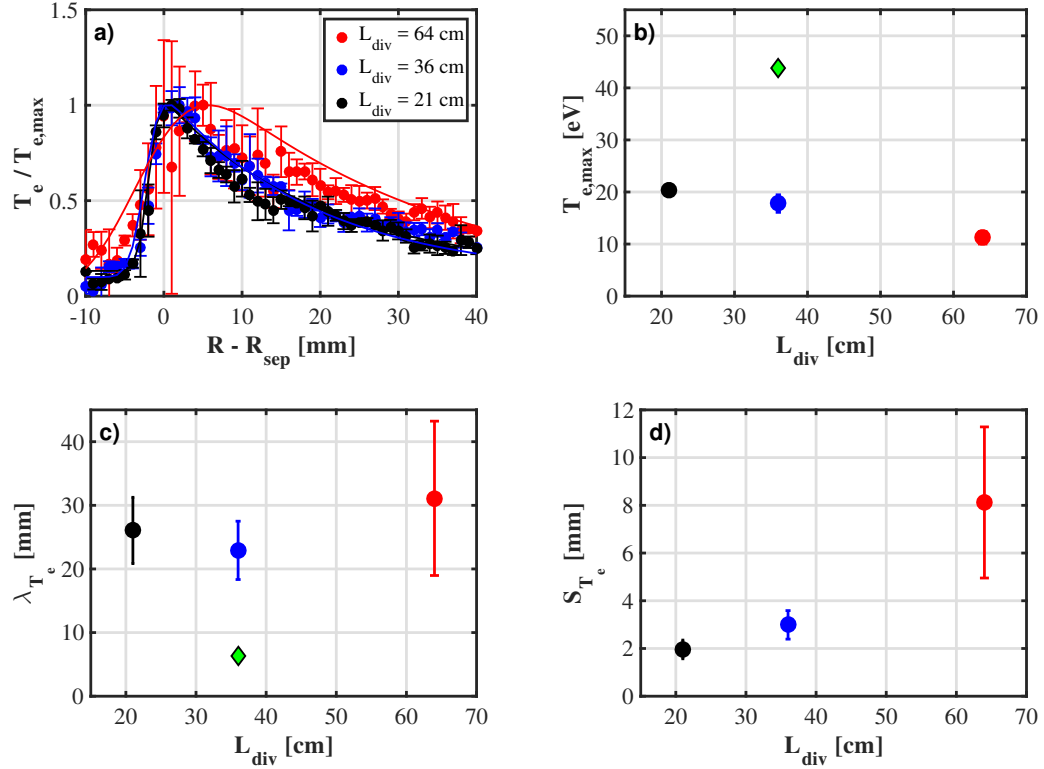 a)
1.5
1
0.5
0
T_e / T_e,max
-10 0 10 20 30 40
R - R_sep [mm]
L_div = 64 cm
L_div = 36 cm
L_div = 21 cm
b)
50
40
30
20
10
0
T_e,max [eV]
20 30 40 50 60 70
L_div [cm]
c)
40
30
20
10
0
λ_T_e [mm]
20 30 40 50 60 70
L_div [cm]
d)
12
10
8
6
4
2
0
S_T_e [mm]
20 30 40 50 60 70
L_div [cm]